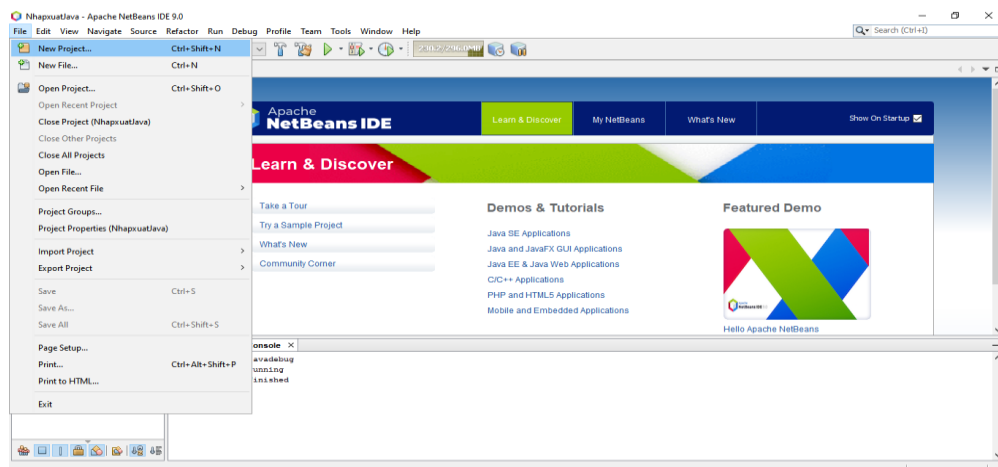 NhapxuatJava - Apache NetBeans IDE 9.0
File Edit View Navigate Source Refactor Run Debug Profile Team Tools Window Help
Search (Ctrl+I)
New Project... Ctrl+Shift+N
New File... Ctrl+N
Open Project... Ctrl+Shift+O
Open Recent Project
Close Project (NhapxuatJava)
Close Other Projects
Close All Projects
Open File...
Open Recent File
Project Groups...
Project Properties (NhapxuatJava)
Import Project
Export Project
Save Ctrl+S
Save As...
Save All Ctrl+Shift+S
Page Setup...
Print... Ctrl+Alt+Shift+P
Print to HTML...
Exit
Apache
NetBeans IDE
Learn & Discover
My NetBeans
What's New
Show On Startup
Learn & Discover
Take a Tour
Try a Sample Project
What's New
Community Corner
Demos & Tutorials
Java SE Applications
Java and JavaFX GUI Applications
Java EE & Java Web Applications
C/C++ Applications
PHP and HTML5 Applications
Mobile and Embedded Applications
Featured Demo
Hello Apache NetBeans
onsole
avadebug
unning
inished